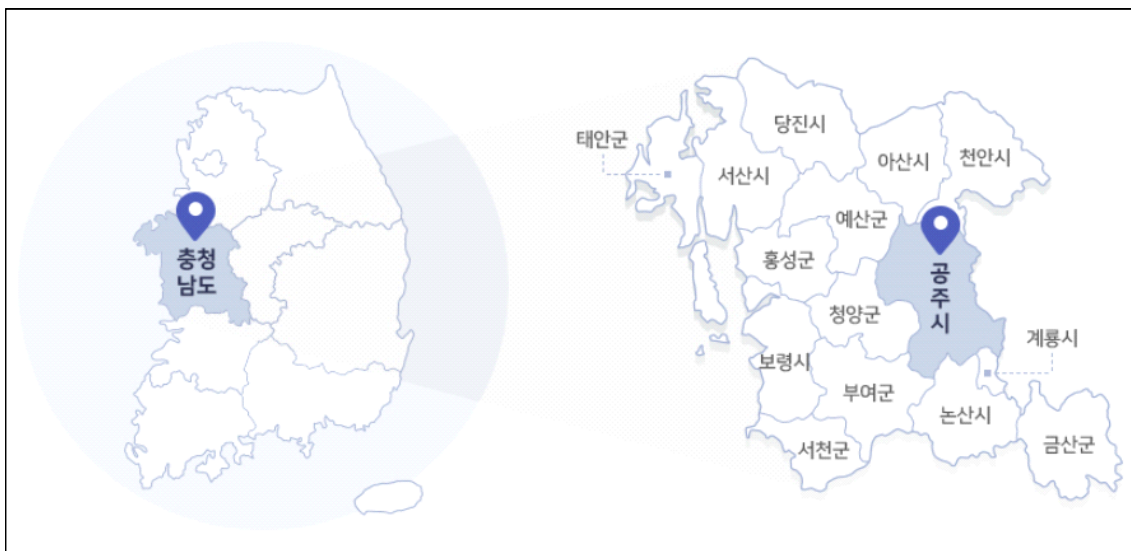 충청
남도
당진시
태안군
아산시
천안시
서산시
예산군
홍성군
공
주
시
청양군
계룡시
보령시
부여군
논산시
서천군
금산군